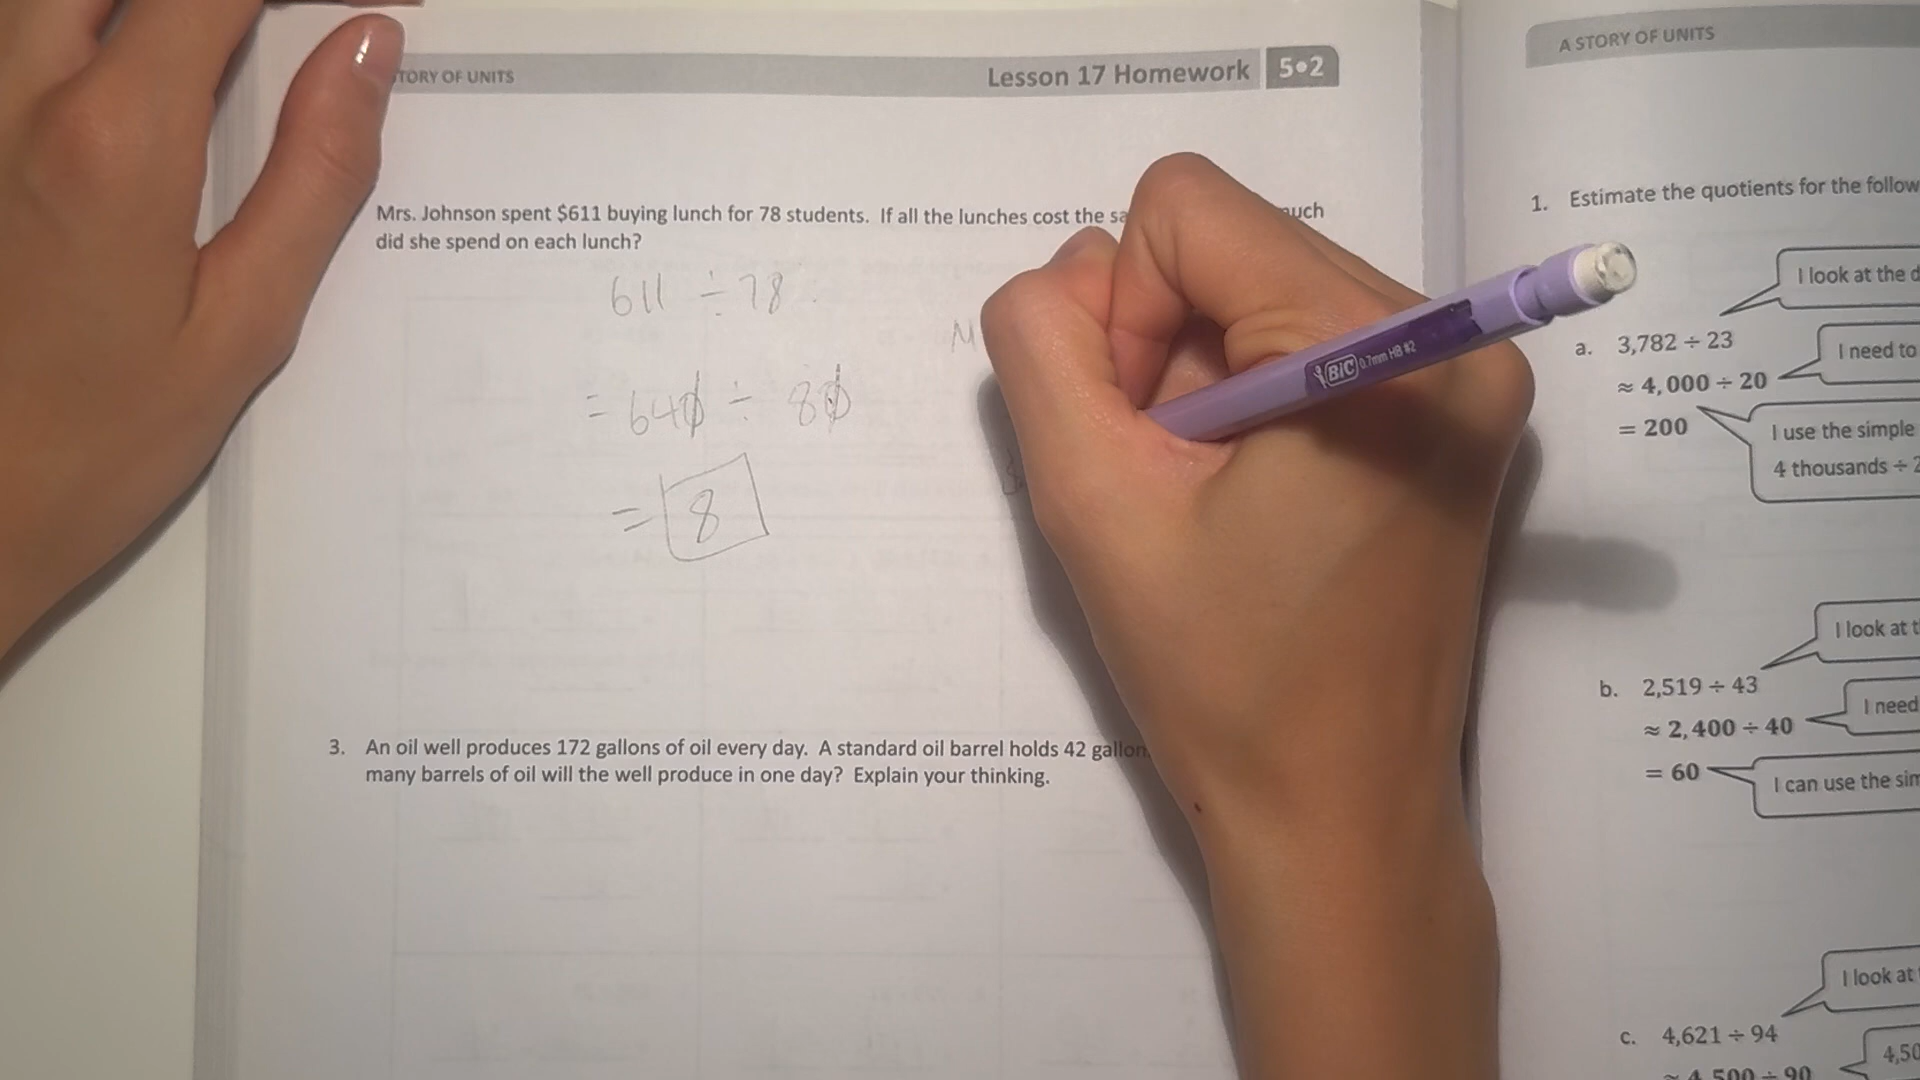 TORY OF UNITS
Lesson 17 Homework 5•2
Mrs. Johnson spent $611 buying lunch for 78 students. If all the lunches cost the
did she spend on each lunch?
611 ÷ 78
= 640 ÷ 80
= 8
3. An oil well produces 172 gallons of oil every day. A standard oil barrel holds 42 gallon
many barrels of oil will the well produce in one day? Explain your thinking.
BIC 0.7mm HB #2
A STORY OF UNITS
1. Estimate the quotients for the follow
I look at the d
a. 3,782 ÷ 23
I need to
≈ 4,000 ÷ 20
= 200
I use the simple
4 thousands ÷ 2
I look at t
b. 2,519 ÷ 43
I need
≈ 2,400 ÷ 40
= 60
I can use the sim
I look at
c. 4,621 ÷ 94
4,50
≈ 4,500 ÷ 90